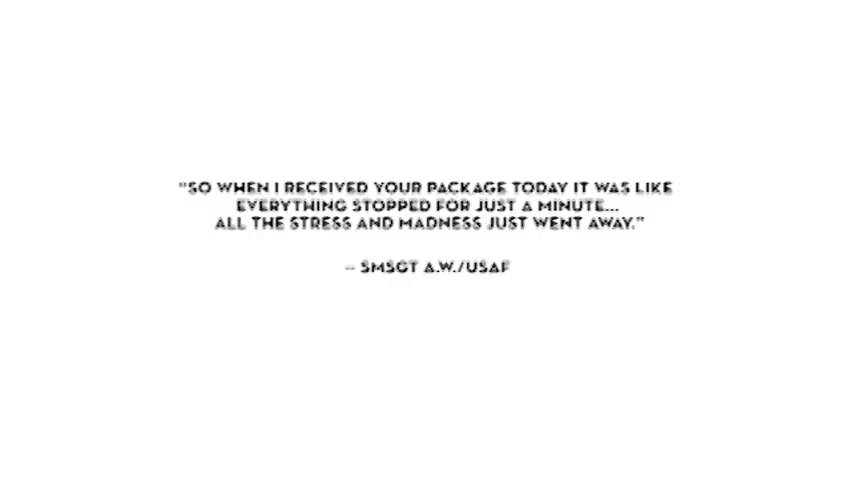 "SO WHEN I RECEIVED YOUR PACKAGE TODAY IT WAS LIKE
EVERYTHING STOPPED FOR JUST A MINUTE...
ALL THE STRESS AND MADNESS JUST WENT AWAY."
-- SMSGT A.W./USAF